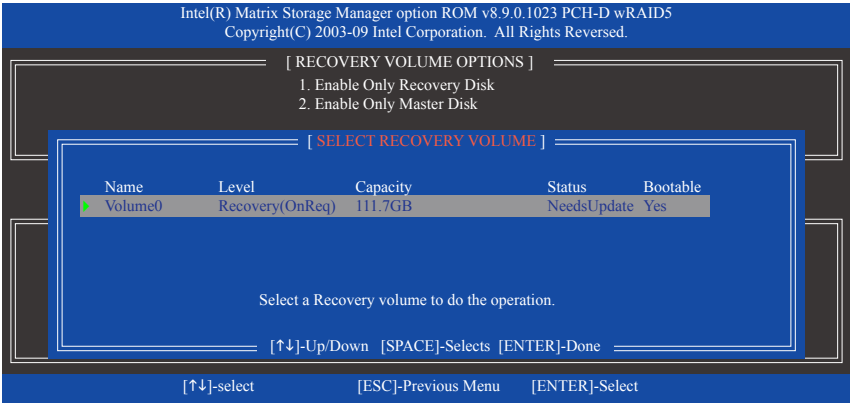 Intel(R) Matrix Storage Manager option ROM v8.9.0.1023 PCH-D wRAID5
Copyright(C) 2003-09 Intel Corporation. All Rights Reversed.
[ RECOVERY VOLUME OPTIONS ]
1. Enable Only Recovery Disk
2. Enable Only Master Disk
[ SELECT RECOVERY VOLUME ]
Name Level Capacity Status Bootable
Volume0 Recovery(OnReq) 111.7GB NeedsUpdate Yes
Select a Recovery volume to do the operation.
[↑↓]-Up/Down [SPACE]-Selects [ENTER]-Done
[↑↓]-select [ESC]-Previous Menu [ENTER]-Select